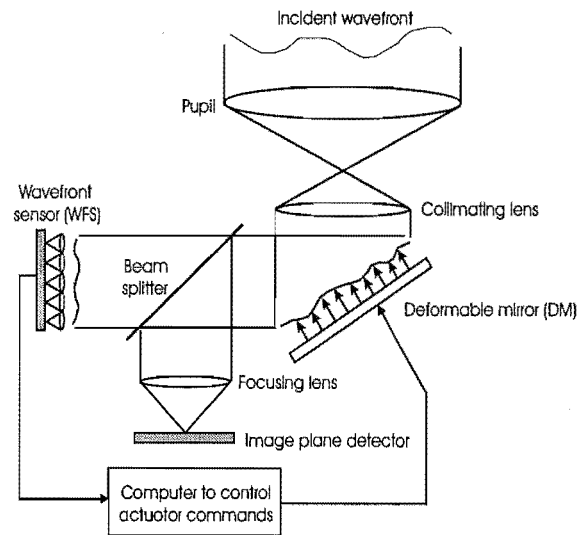 Incident wavefront
Pupil
Wavefront
sensor (WFS)
Collimating lens
Beam
splitter
Deformable mirror (DM)
Focusing lens
Image plane detector
Computer to control
actuotor commands